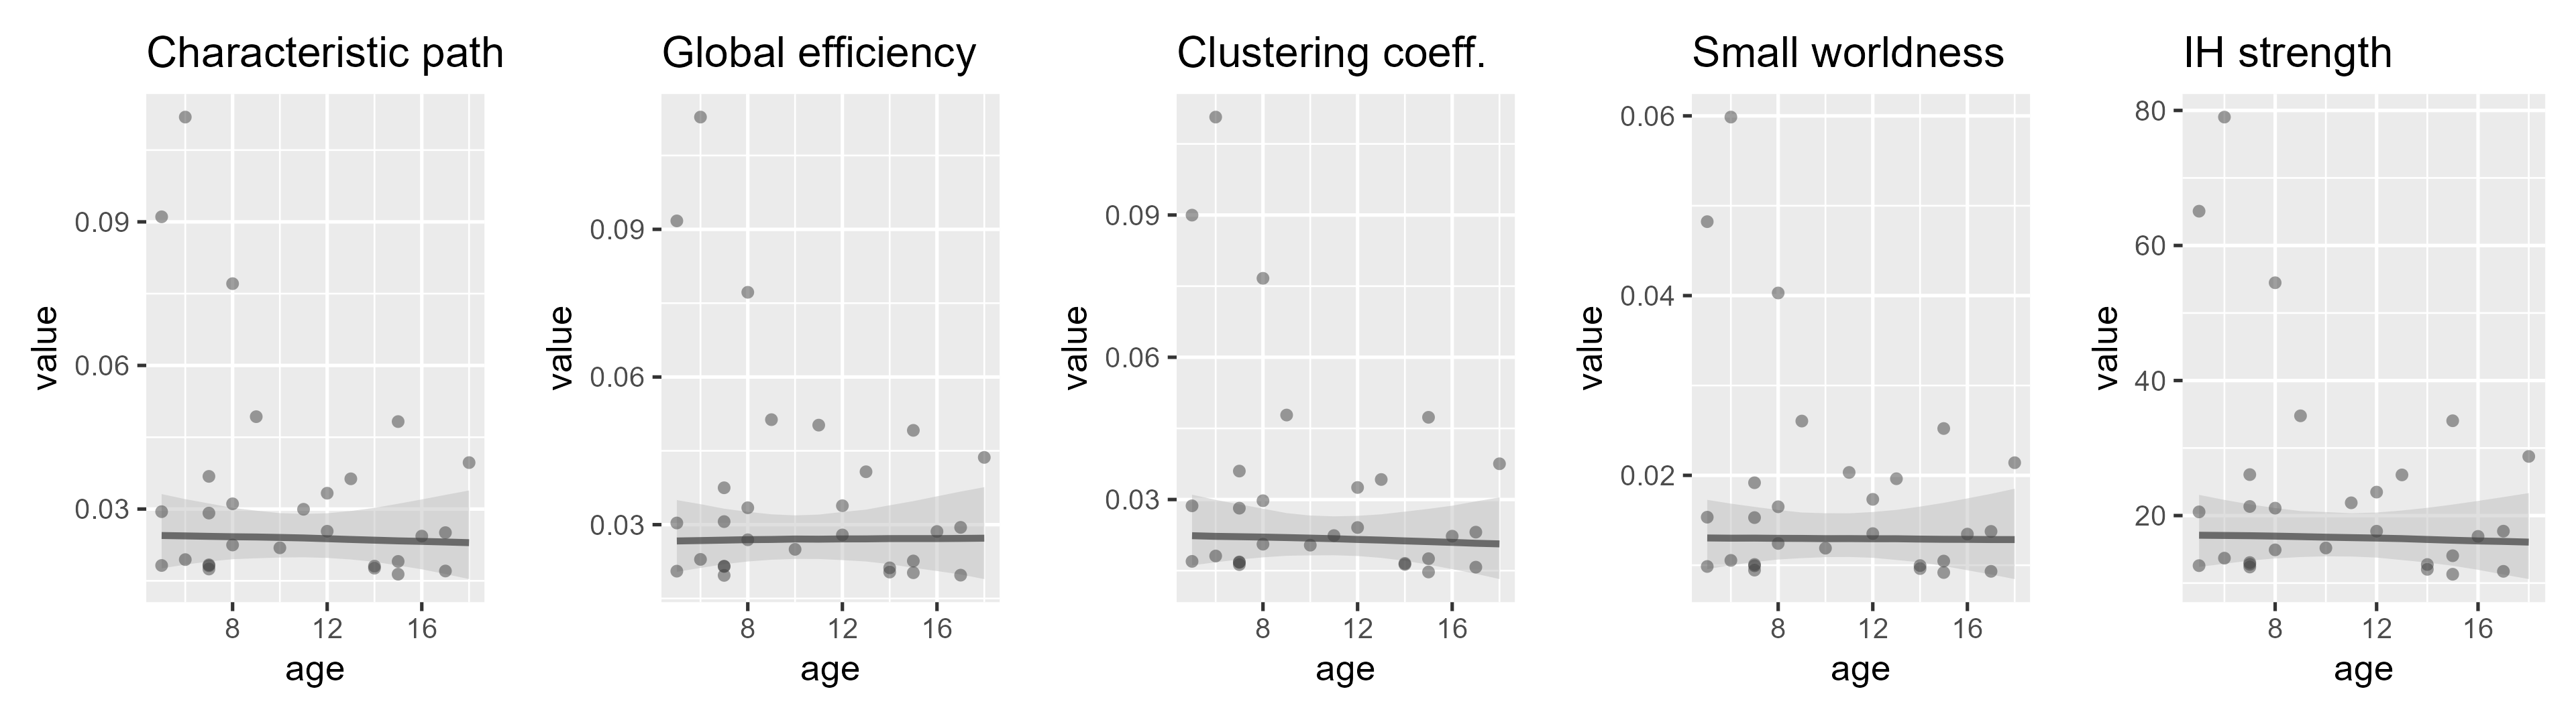 Characteristic path
Global efficiency
Clustering coeff.
Small worldness
IH strength
value
0.09
0.06
0.03
8
12
16
age
value
0.09
0.06
0.03
8
12
16
age
value
0.09
0.06
0.03
8
12
16
age
value
0.06
0.04
0.02
8
12
16
age
value
80
60
40
20
8
12
16
age